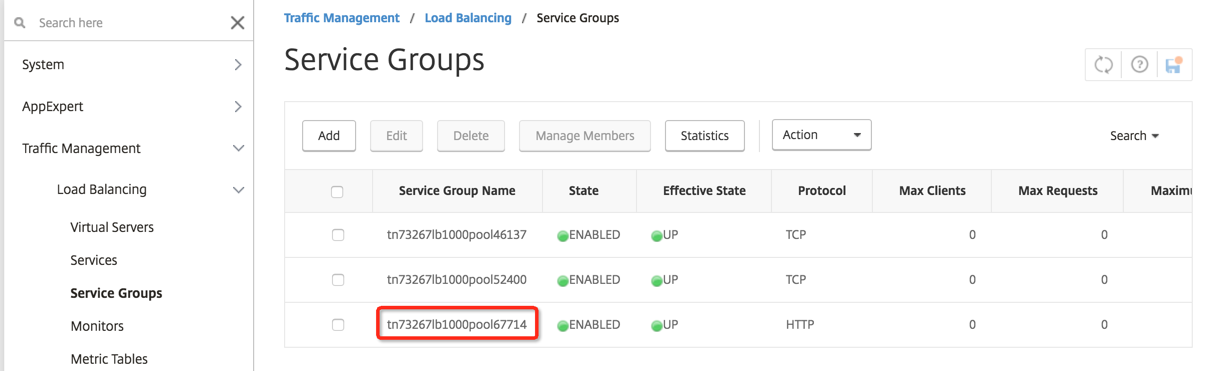 Search here
System
AppExpert
Traffic Management
Load Balancing
Virtual Servers
Services
Service Groups
Monitors
Metric Tables
Traffic Management / Load Balancing / Service Groups
Service Groups
Add Edit Delete Manage Members Statistics Action Search
Service Group Name State Effective State Protocol Max Clients Max Requests
tn73267lb1000pool46137 ENABLED UP TCP 0 0
tn73267lb1000pool52400 ENABLED UP TCP 0 0
tn73267lb1000pool67714 ENABLED UP HTTP 0 0